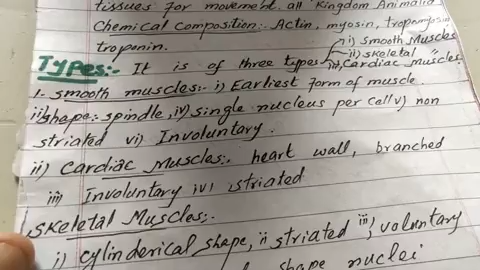 tissues for movement, all Kingdom Animalia
Chemical Composition:- Actin, myosin, tropomyosin
troponin.
i) Smooth Muscles
Types:- It is of three types ii) skeletal "
iii) Cardiac muscles:
1. smooth muscles:- i) Earliest form of muscle
ii) shape:- spindle, iv) single nucleus per cell v) non
striated vi) Involuntary.
ii) Cardiac Muscles:- heart wall, branched
iii) Involuntary iv) striated
Skeletal Muscles:-
i) Cylinderical shape, ii striated iii) voluntary
shape nuclei